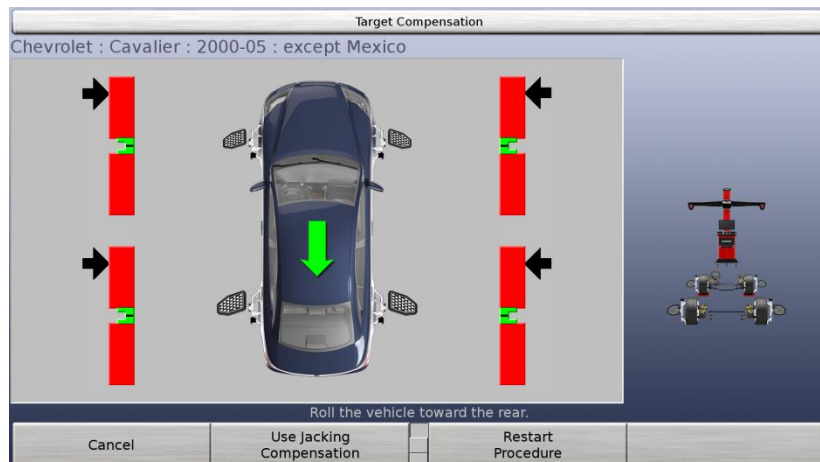 Target Compensation
Chevrolet : Cavalier : 2000-05 : except Mexico
Roll the vehicle toward the rear.
Cancel
Use Jacking
Compensation
Restart
Procedure